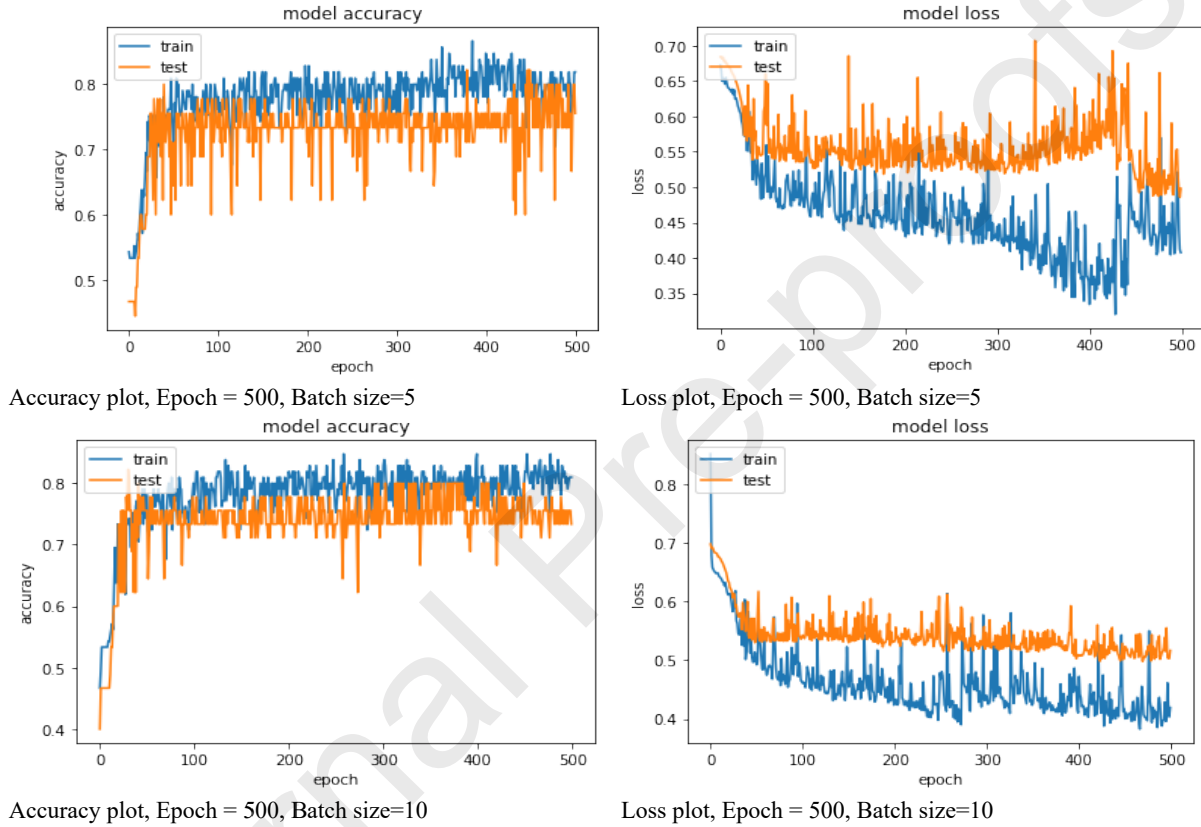 model accuracy
train
test
0.8
0.7
0.6
0.5
accuracy
0 100 200 300 400 500
epoch
model loss
train
test
0.70
0.65
0.60
0.55
0.50
0.45
0.40
0.35
loss
0 100 200 300 400 500
epoch
Accuracy plot, Epoch = 500, Batch size=5
Loss plot, Epoch = 500, Batch size=5
model accuracy
train
test
0.8
0.7
0.6
0.5
0.4
accuracy
0 100 200 300 400 500
epoch
model loss
train
test
0.8
0.7
0.6
0.5
0.4
loss
0 100 200 300 400 500
epoch
Accuracy plot, Epoch = 500, Batch size=10
Loss plot, Epoch = 500, Batch size=10
rnal Pre-proofs